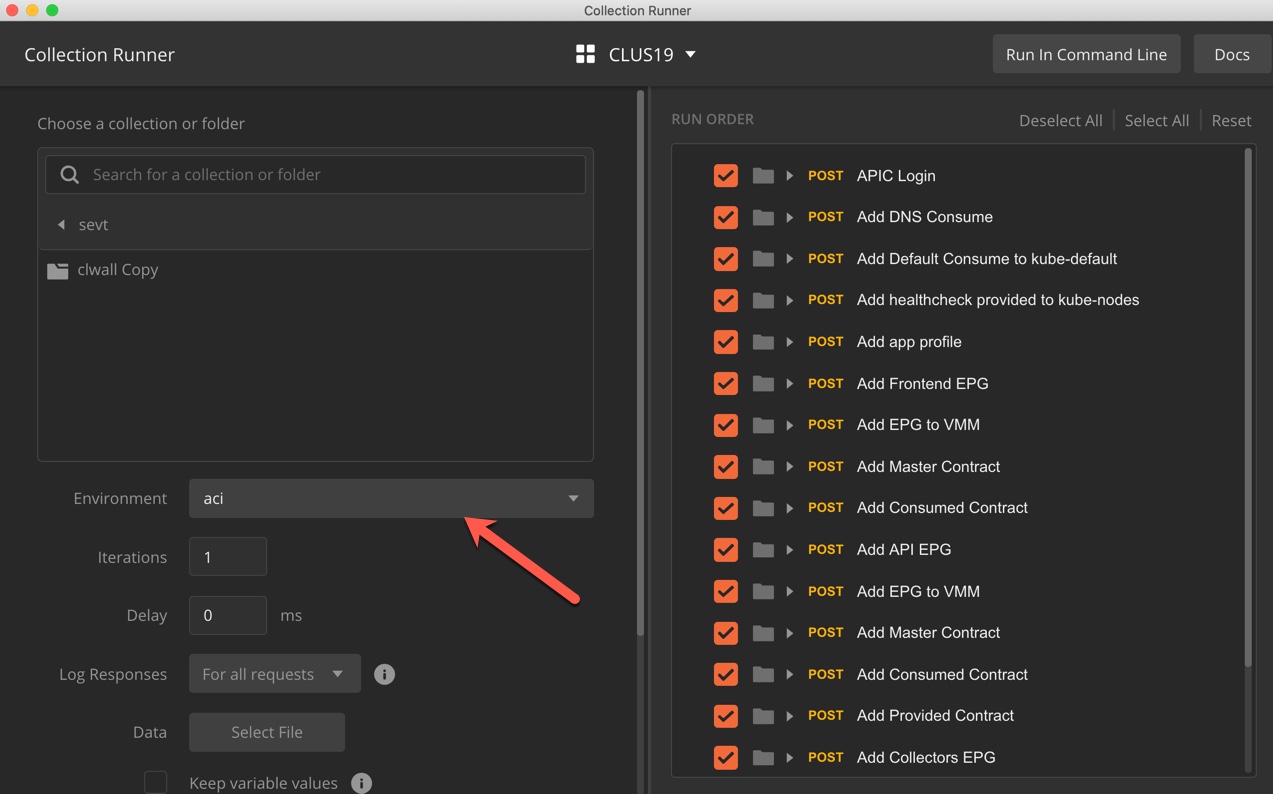 Collection Runner
Collection Runner
CLUS19
Run In Command Line
Docs
Choose a collection or folder
Search for a collection or folder
sevt
clwall Copy
Environment
aci
Iterations
1
Delay
0
ms
Log Responses
For all requests
Data
Select File
Keep variable values
RUN ORDER
Deselect All
Select All
Reset
POST APIC Login
POST Add DNS Consume
POST Add Default Consume to kube-default
POST Add healthcheck provided to kube-nodes
POST Add app profile
POST Add Frontend EPG
POST Add EPG to VMM
POST Add Master Contract
POST Add Consumed Contract
POST Add API EPG
POST Add EPG to VMM
POST Add Master Contract
POST Add Consumed Contract
POST Add Provided Contract
POST Add Collectors EPG